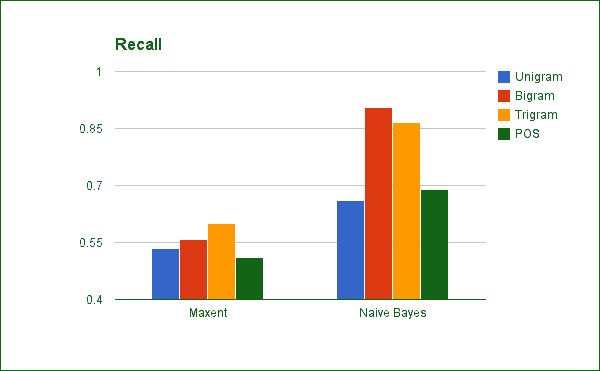 Recall
1
0.85
0.7
0.55
0.4
Maxent
Naive Bayes
Unigram
Bigram
Trigram
POS